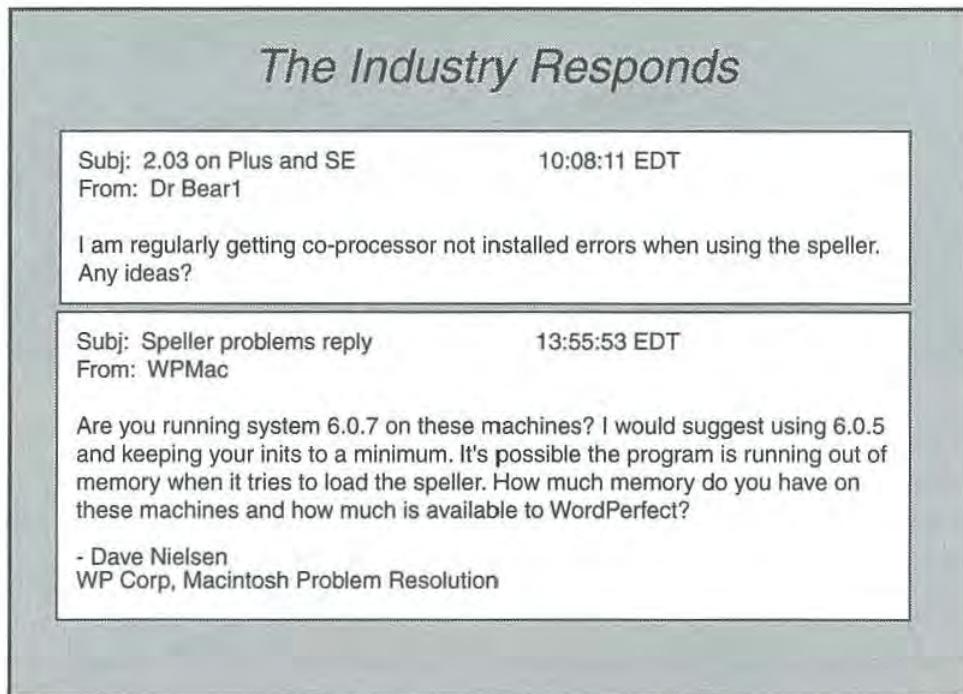 The Industry Responds
Subj: 2.03 on Plus and SE 10:08:11 EDT
From: Dr Bear1
I am regularly getting co-processor not installed errors when using the speller.
Any ideas?
Subj: Speller problems reply 13:55:53 EDT
From: WPMac
Are you running system 6.0.7 on these machines? I would suggest using 6.0.5
and keeping your inits to a minimum. It's possible the program is running out of
memory when it tries to load the speller. How much memory do you have on
these machines and how much is available to WordPerfect?
- Dave Nielsen
WP Corp, Macintosh Problem Resolution